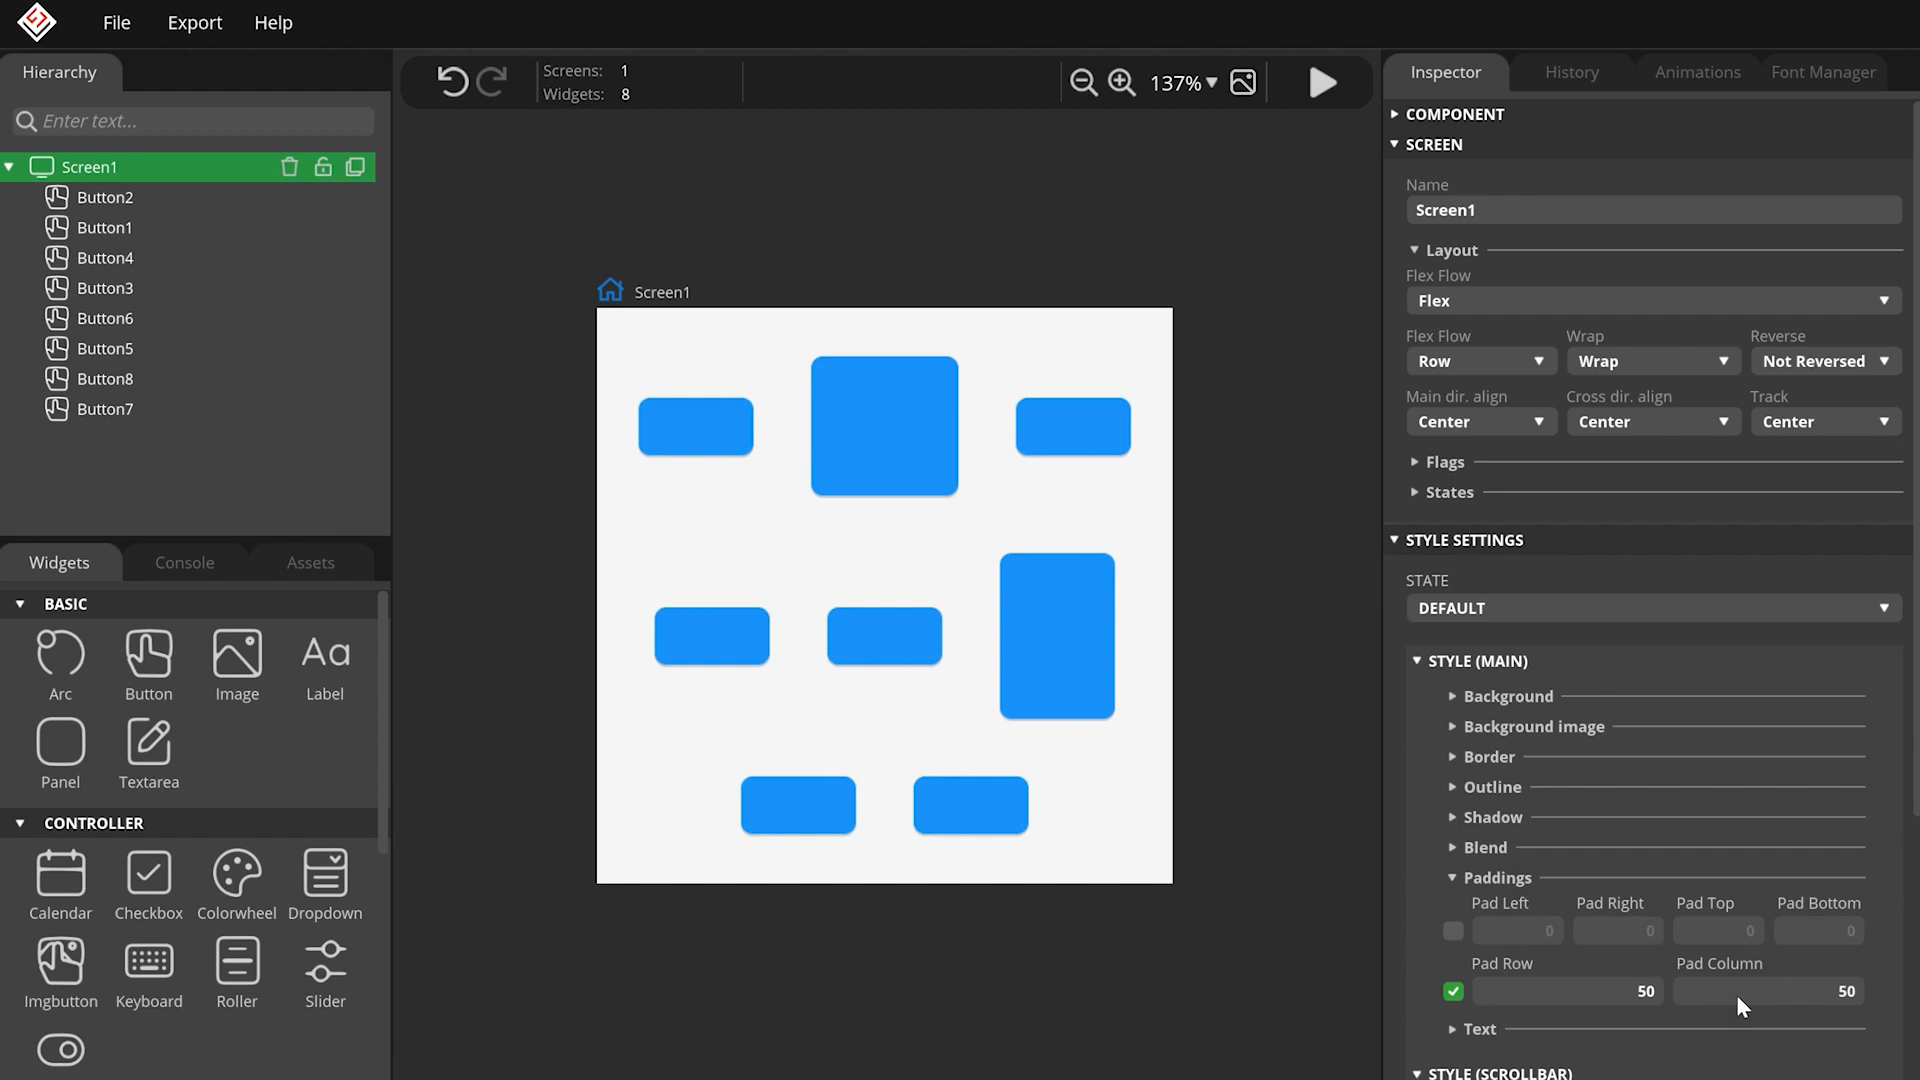 File Export Help
Hierarchy
Enter text...
Screen1
Button2
Button1
Button4
Button3
Button6
Button5
Button8
Button7
Widgets Console Assets
BASIC
Arc Button Image Label
Aa
Panel Textarea
CONTROLLER
Calendar Checkbox Colorwheel Dropdown
Imgbutton Keyboard Roller Slider
Screens: 1
Widgets: 8
137%
Screen1
Inspector History Animations Font Manager
COMPONENT
SCREEN
Name
Screen1
Layout
Flex Flow
Flex
Flex Flow Wrap Reverse
Row Wrap Not Reversed
Main dir. align Cross dir. align Track
Center Center Center
Flags
States
STYLE SETTINGS
STATE
DEFAULT
STYLE (MAIN)
Background
Background image
Border
Outline
Shadow
Blend
Paddings
Pad Left Pad Right Pad Top Pad Bottom
0 0 0 0
Pad Row Pad Column
50 50
Text
STYLE (SCROLLBAR)